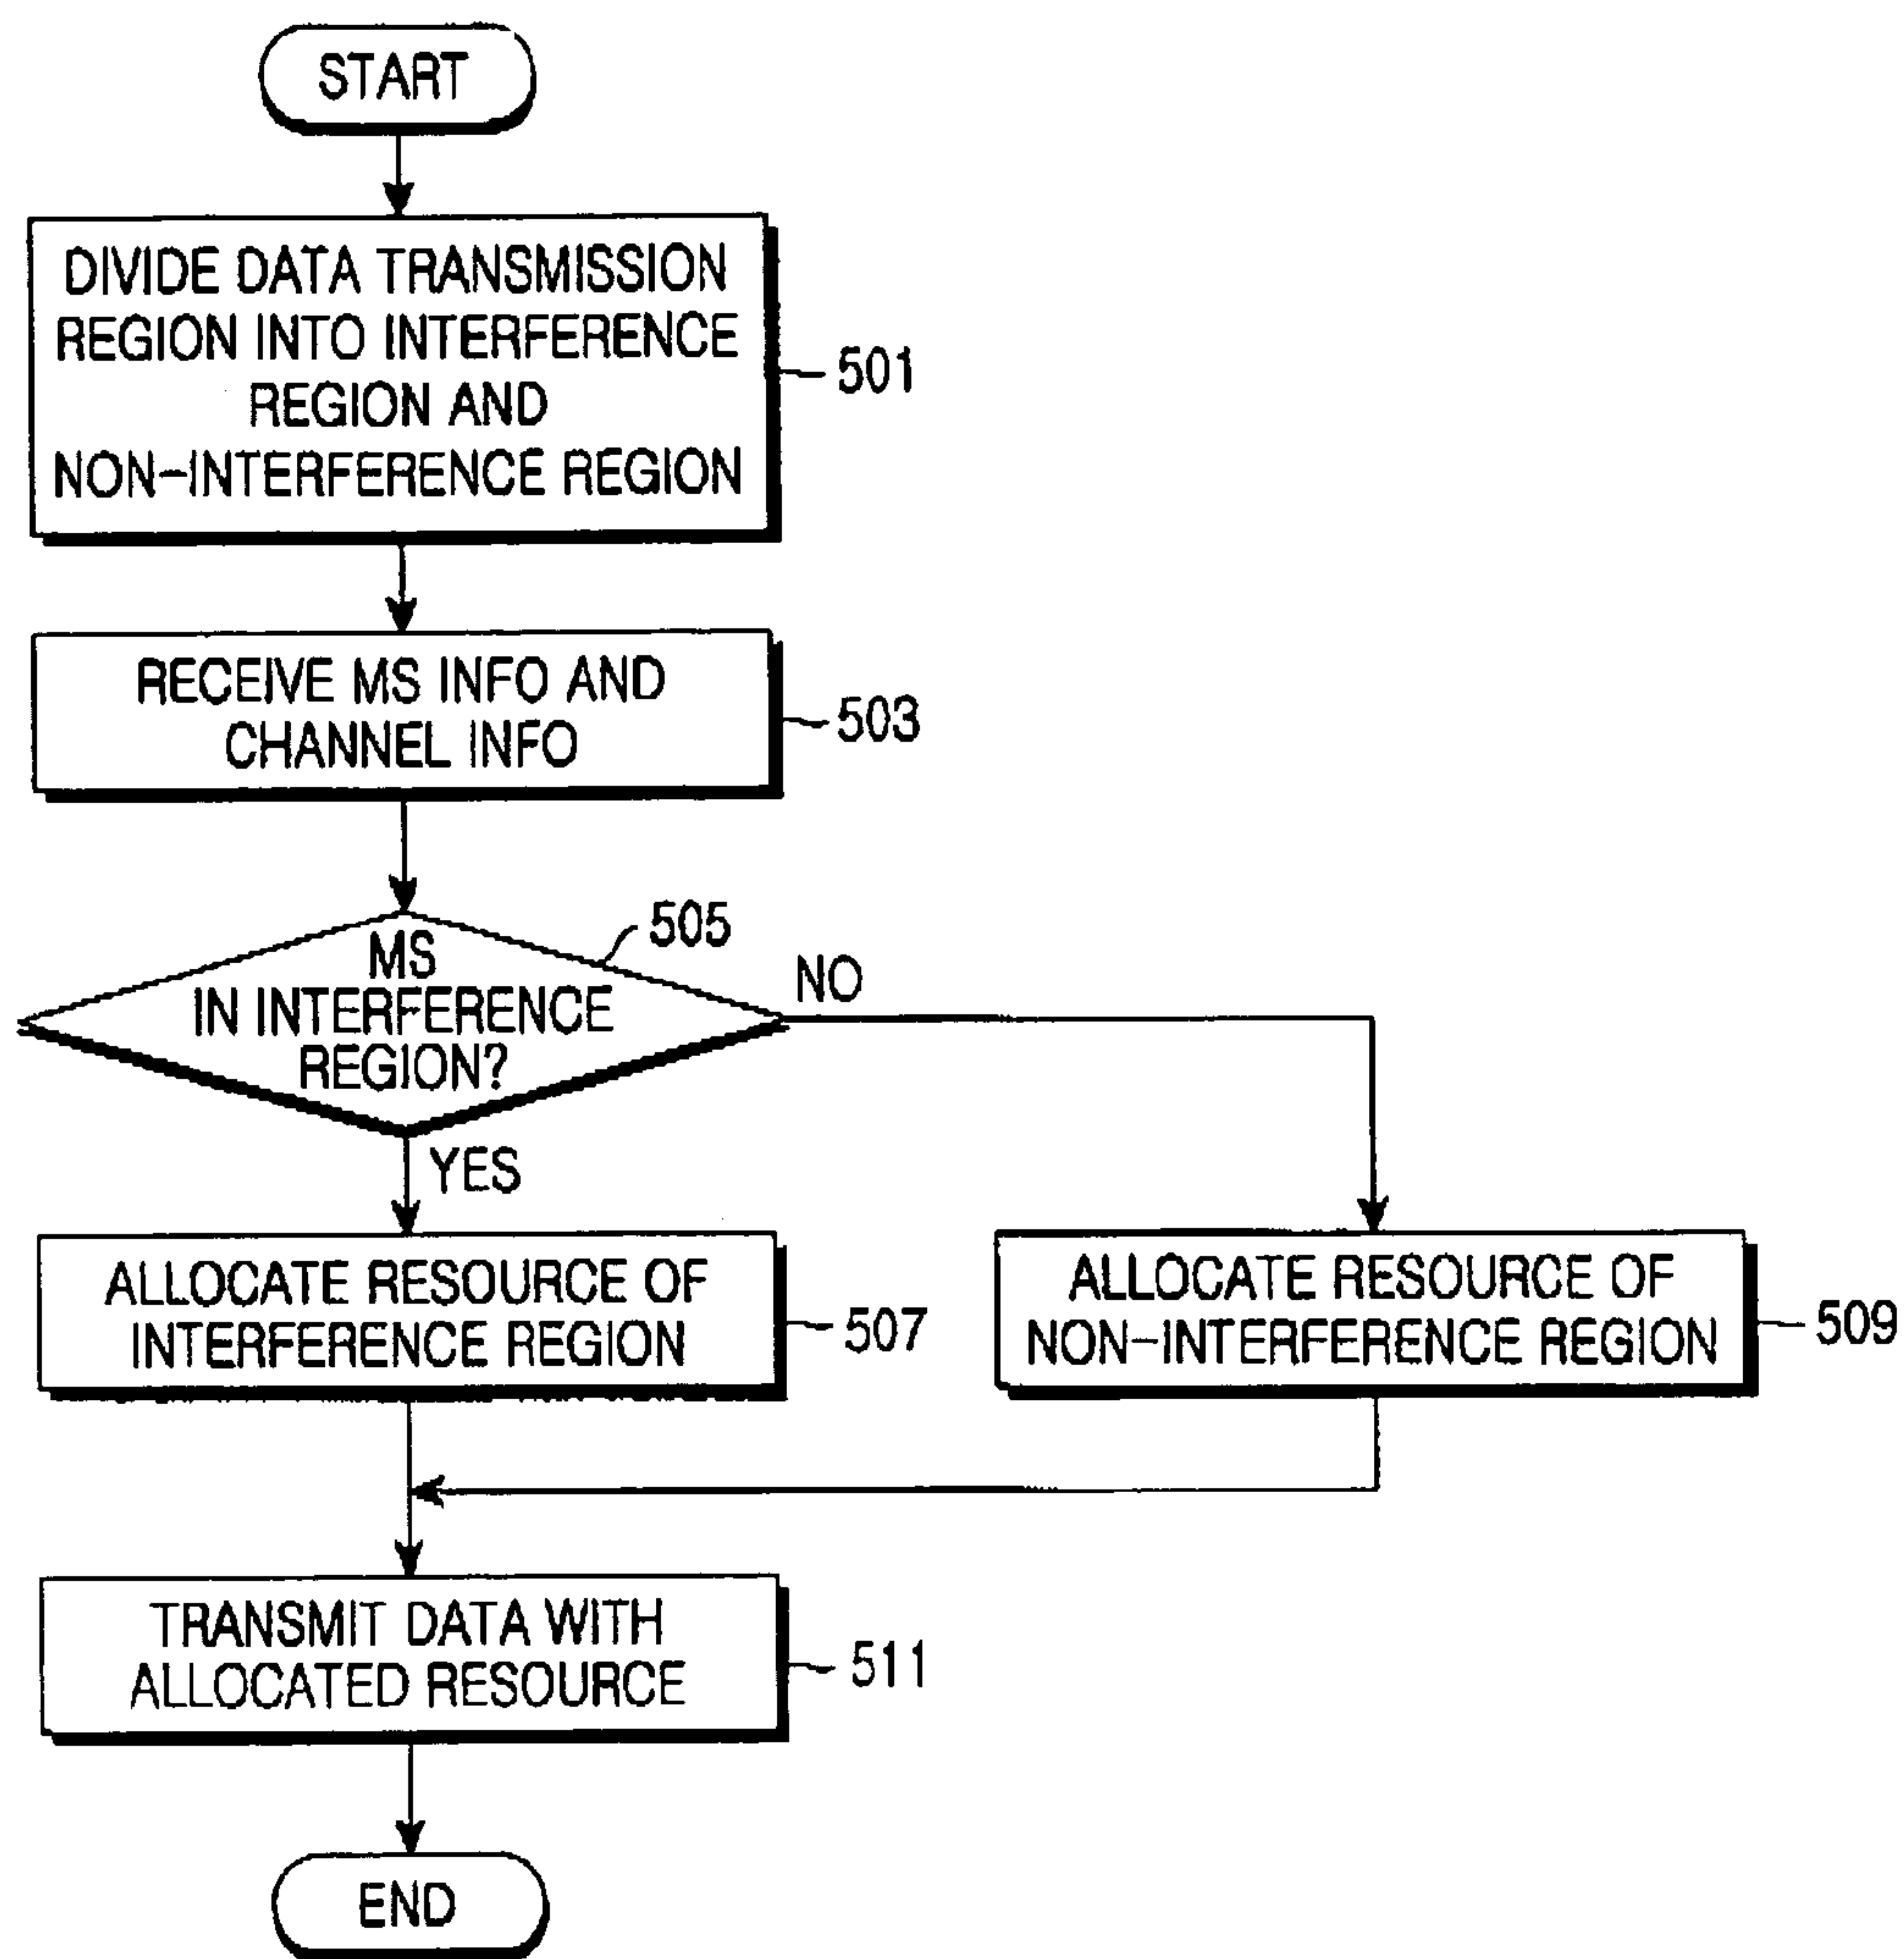 START
DIVIDE DATA TRANSMISSION
REGION INTO INTERFERENCE
REGION AND
NON-INTERFERENCE REGION
501
RECEIVE MS INFO AND
CHANNEL INFO
503
505
MS
IN INTERFERENCE
REGION?
NO
YES
ALLOCATE RESOURCE OF
INTERFERENCE REGION
507
ALLOCATE RESOURCE OF
NON-INTERFERENCE REGION
509
TRANSMIT DATA WITH
ALLOCATED RESOURCE
511
END